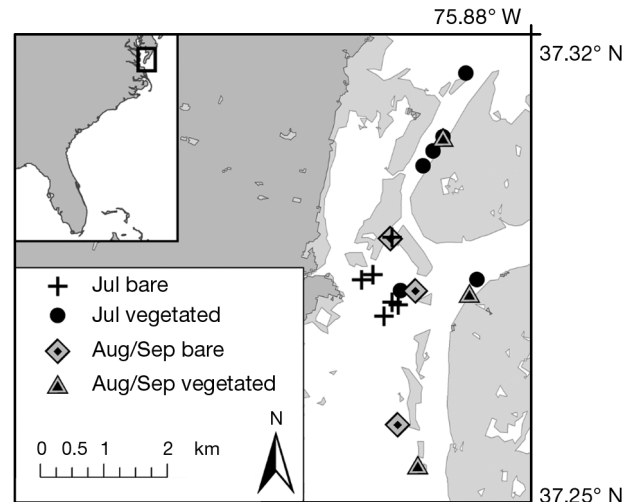 75.88° W
37.32° N
Jul bare
Jul vegetated
Aug/Sep bare
Aug/Sep vegetated
N
0 0.5 1 2 km
37.25° N